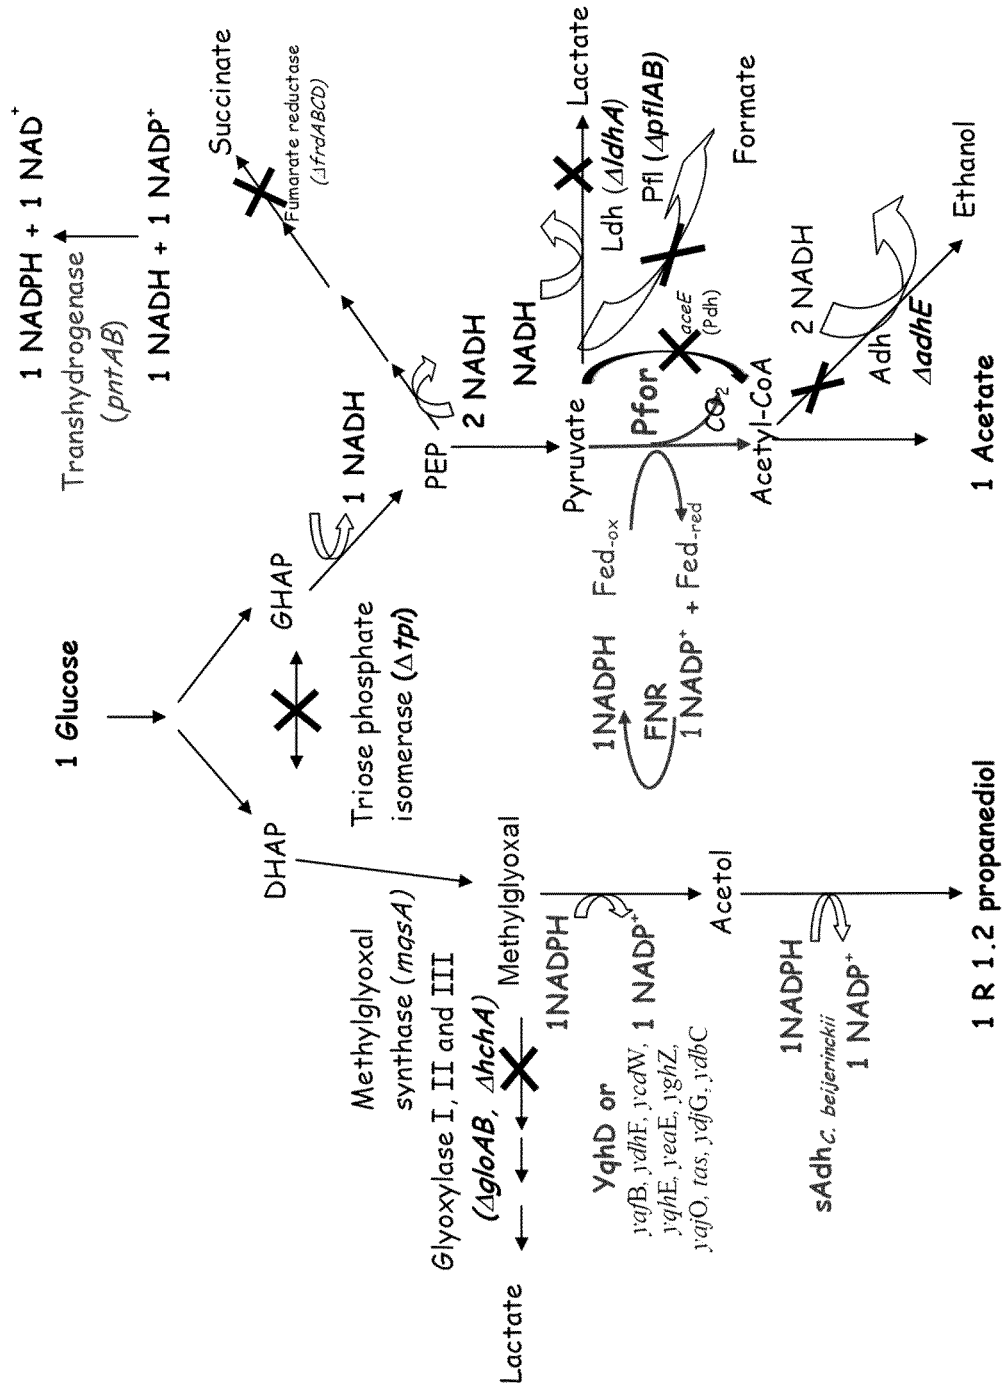 1 Glucose
DHAP
GHAP
Triose phosphate
isomerase (Δtpi)
1 NADPH + 1 NAD+
Transhydrogenase
(pntAB)
1 NADH + 1 NADP+
Succinate
Fumarate reductase
(ΔfrdABCD)
1 NADH
PEP
2 NADH
NADH
Lactate
Ldh (ΔldhA)
Pfl (ΔpflAB)
Formate
Methylglyoxal
synthase (mqsA)
Glyoxylase I, II and III
(ΔgloAB, ΔhchA)
Lactate
Methylglyoxal
1NADPH
1 NADP+
YqhD or
yafB, ydhF, ycdW,
yqhE, yeaE, yghZ,
yajO, tas, ydjG, ydbC
Acetol
1NADPH
1 NADP+
sAdhC. beijerinckii
1 R 1.2 propanediol
Pyruvate
Pfor
aceE
(Pdh)
CO2
1NADPH Fed-ox
FNR
1 NADP+ + Fed-red
Acetyl-CoA
2 NADH
Adh
ΔadhE
1 Acetate
Ethanol